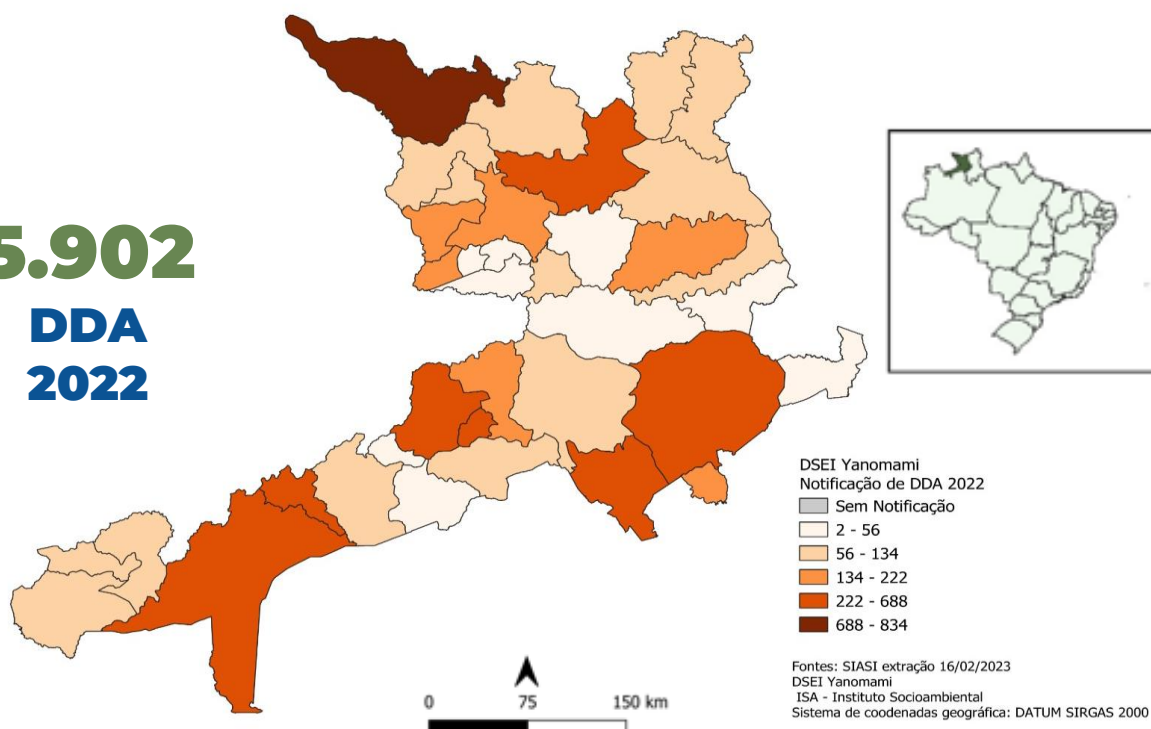 5.902
DDA
2022
DSEI Yanomami
Notificação de DDA 2022
Sem Notificação
2 - 56
56 - 134
134 - 222
222 - 688
688 - 834
Fontes: SIASI extração 16/02/2023
DSEI Yanomami
ISA - Instituto Socioambiental
Sistema de coodenadas geográfica: DATUM SIRGAS 2000
0 75 150 km